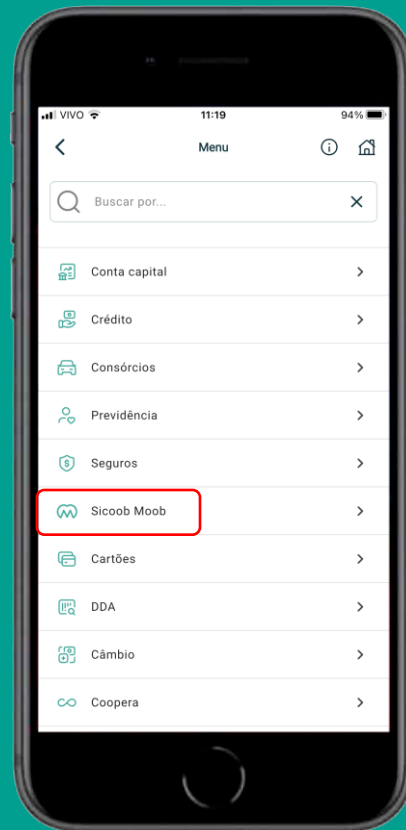 VIVO 11:19 94%
Menu
Buscar por...
Conta capital
Crédito
Consórcios
Previdência
Seguros
Sicoob Moob
Cartões
DDA
Câmbio
Coopera